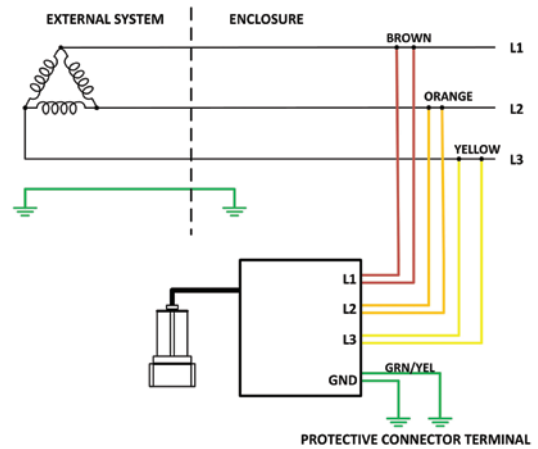 EXTERNAL SYSTEM
ENCLOSURE
BROWN
L1
ORANGE
L2
YELLOW
L3
L1
L2
L3
GRN/YEL
GND
PROTECTIVE CONNECTOR TERMINAL